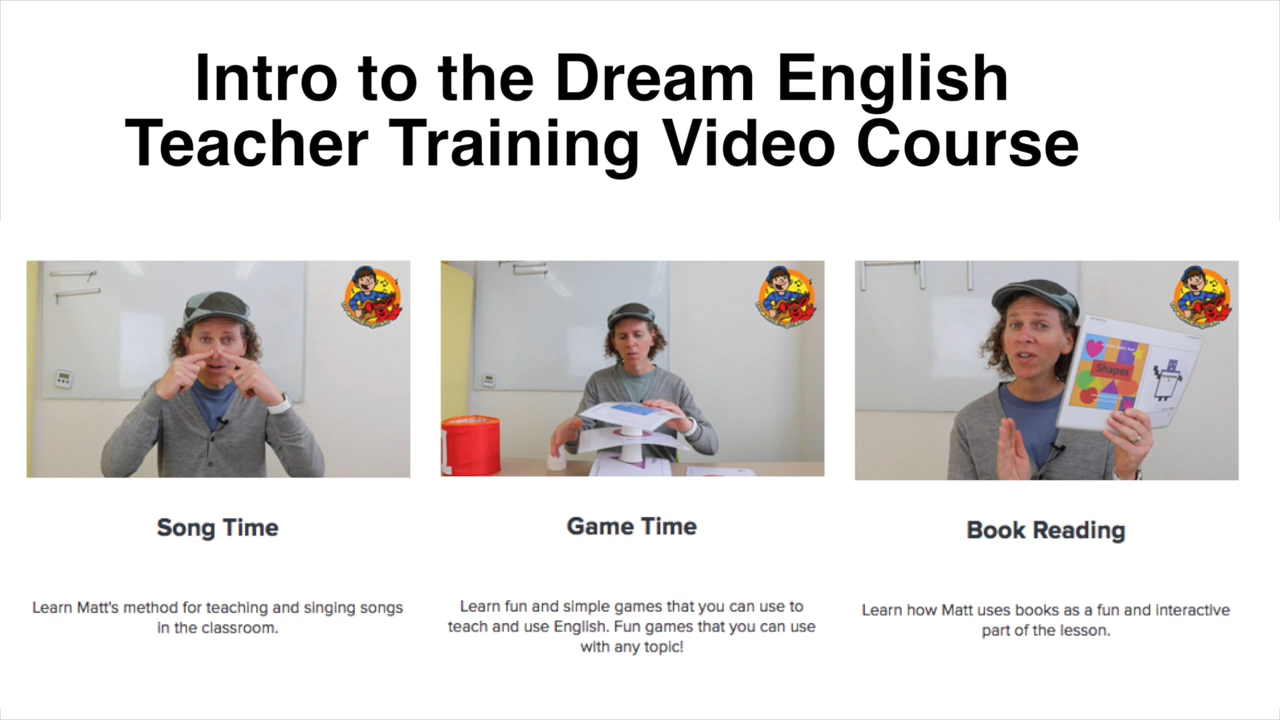 Intro to the Dream English
Teacher Training Video Course
Shapes
Song Time
Game Time
Book Reading
Learn Matt's method for teaching and singing songs
in the classroom.
Learn fun and simple games that you can use to
teach and use English. Fun games that you can use
with any topic!
Learn how Matt uses books as a fun and interactive
part of the lesson.